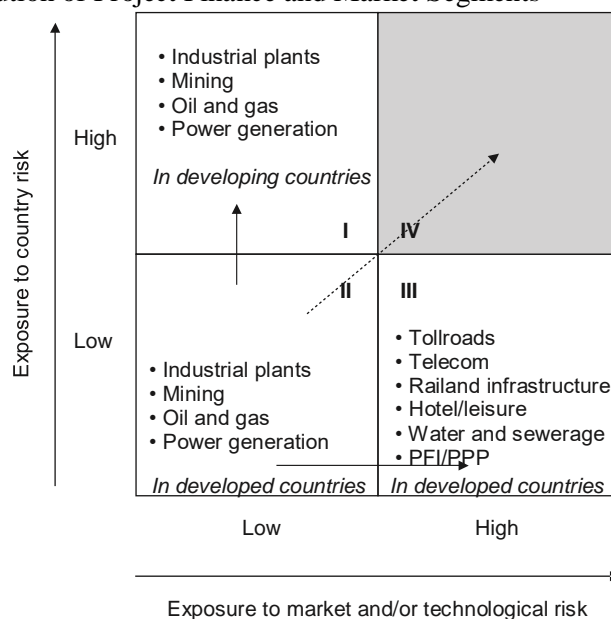 ution of Project Finance and Market Segments
• Industrial plants
• Mining
• Oil and gas
• Power generation
In developing countries
High
I
IV
Exposure to country risk
II
III
Low
• Industrial plants
• Mining
• Oil and gas
• Power generation
In developed countries
• Tollroads
• Telecom
• Railand infrastructure
• Hotel/leisure
• Water and sewerage
• PFI/PPP
In developed countries
Low
High
Exposure to market and/or technological risk